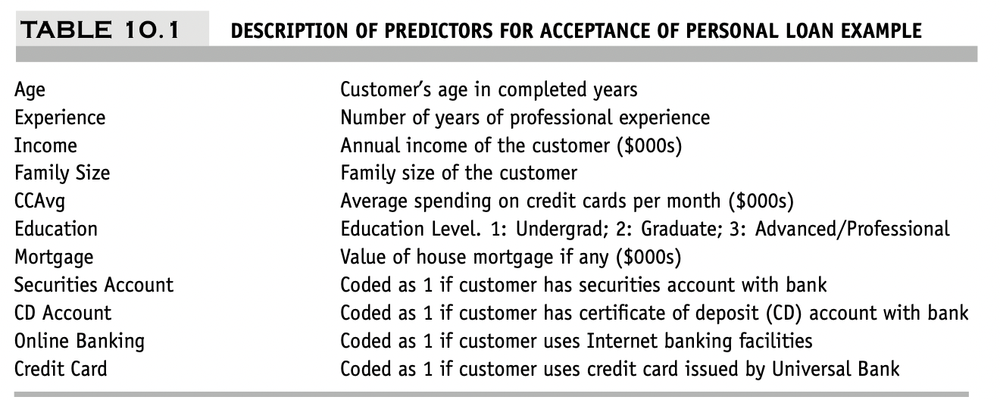 TABLE 10.1 DESCRIPTION OF PREDICTORS FOR ACCEPTANCE OF PERSONAL LOAN EXAMPLE
Age Customer’s age in completed years
Experience Number of years of professional experience
Income Annual income of the customer ($000s)
Family Size Family size of the customer
CCAvg Average spending on credit cards per month ($000s)
Education Education Level. 1: Undergrad; 2: Graduate; 3: Advanced/Professional
Mortgage Value of house mortgage if any ($000s)
Securities Account Coded as 1 if customer has securities account with bank
CD Account Coded as 1 if customer has certificate of deposit (CD) account with bank
Online Banking Coded as 1 if customer uses Internet banking facilities
Credit Card Coded as 1 if customer uses credit card issued by Universal Bank